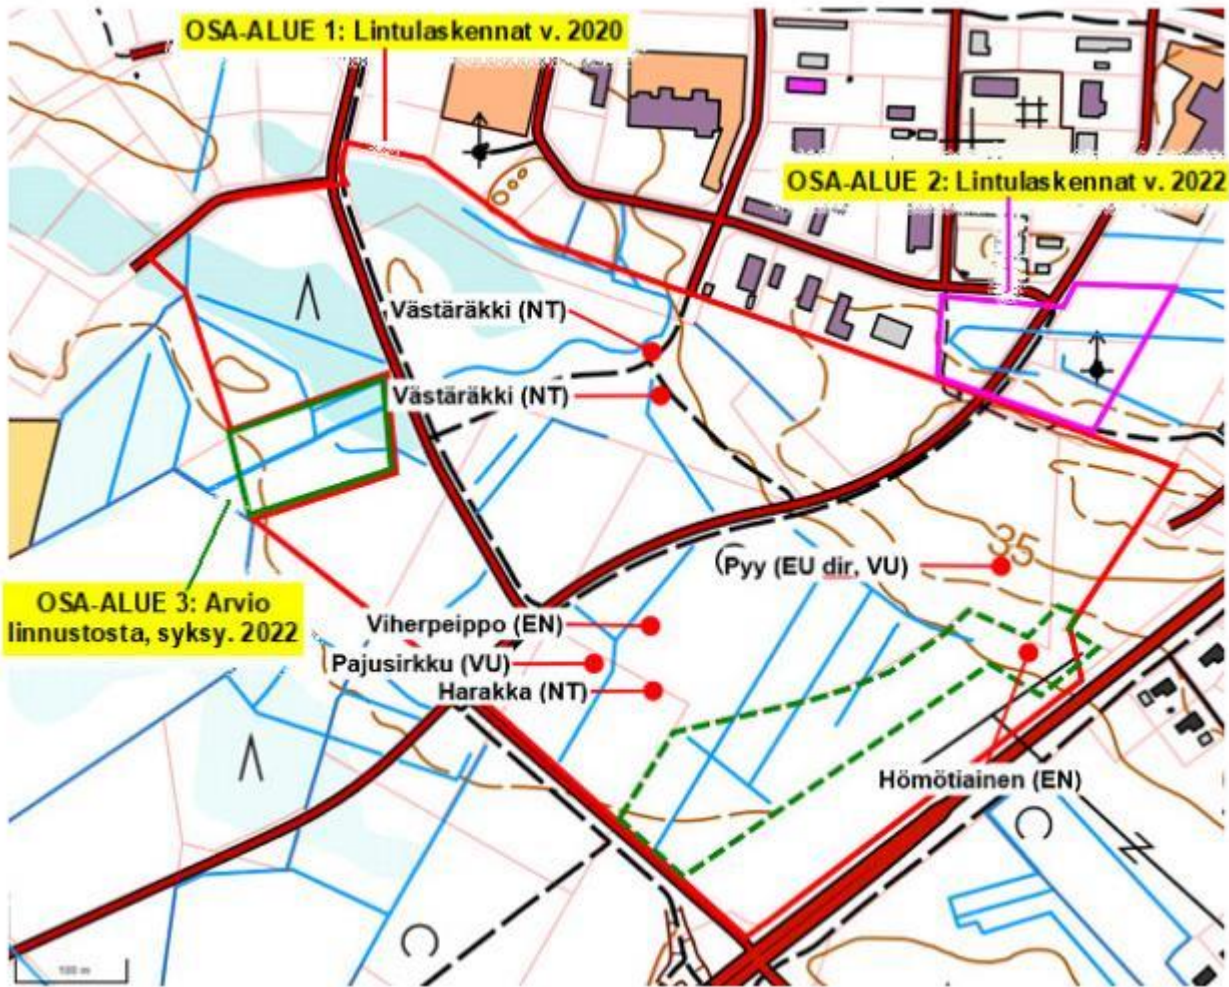 OSA-ALUE 1: Lintulaskennat v. 2020
OSA-ALUE 2: Lintulaskennat v. 2022
Västäräkki (NT)
Västäräkki (NT)
35
Pyy (EU dir, VU)
OSA-ALUE 3: Arvio
linnustosta, syksy. 2022
Viherpeippo (EN)
Pajusirkku (VU)
Harakka (NT)
Hömötiainen (EN)
100 m